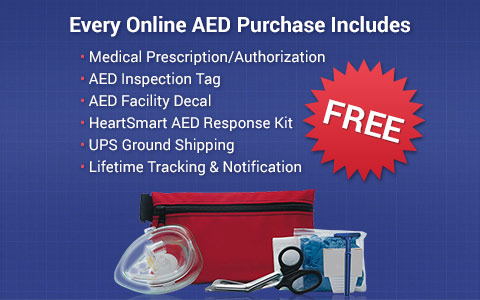 Every Online AED Purchase Includes
• Medical Prescription/Authorization
• AED Inspection Tag
• AED Facility Decal
• HeartSmart AED Response Kit
• UPS Ground Shipping
• Lifetime Tracking & Notification
FREE